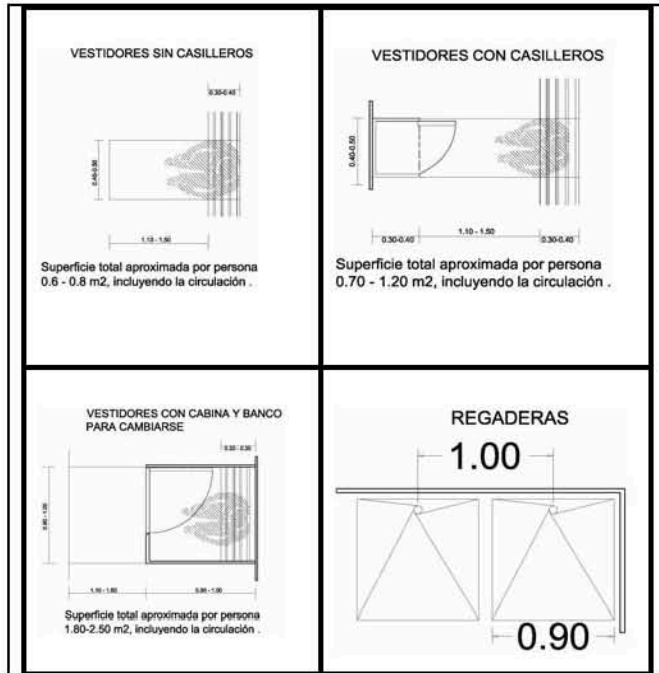 VESTIDORES SIN CASILLEROS
0.30-0.40
0.40-0.50
1.10 - 1.50
Superficie total aproximada por persona
0.6 - 0.8 m2, incluyendo la circulación .
VESTIDORES CON CASILLEROS
0.40-0.50
0.30-0.40
1.10 - 1.50
0.30-0.40
Superficie total aproximada por persona
0.70 - 1.20 m2, incluyendo la circulación .
VESTIDORES CON CABINA Y BANCO
PARA CAMBIARSE
Superficie total aproximada por persona
1.80-2.50 m2, incluyendo la circulación .
REGADERAS
1.00
0.90